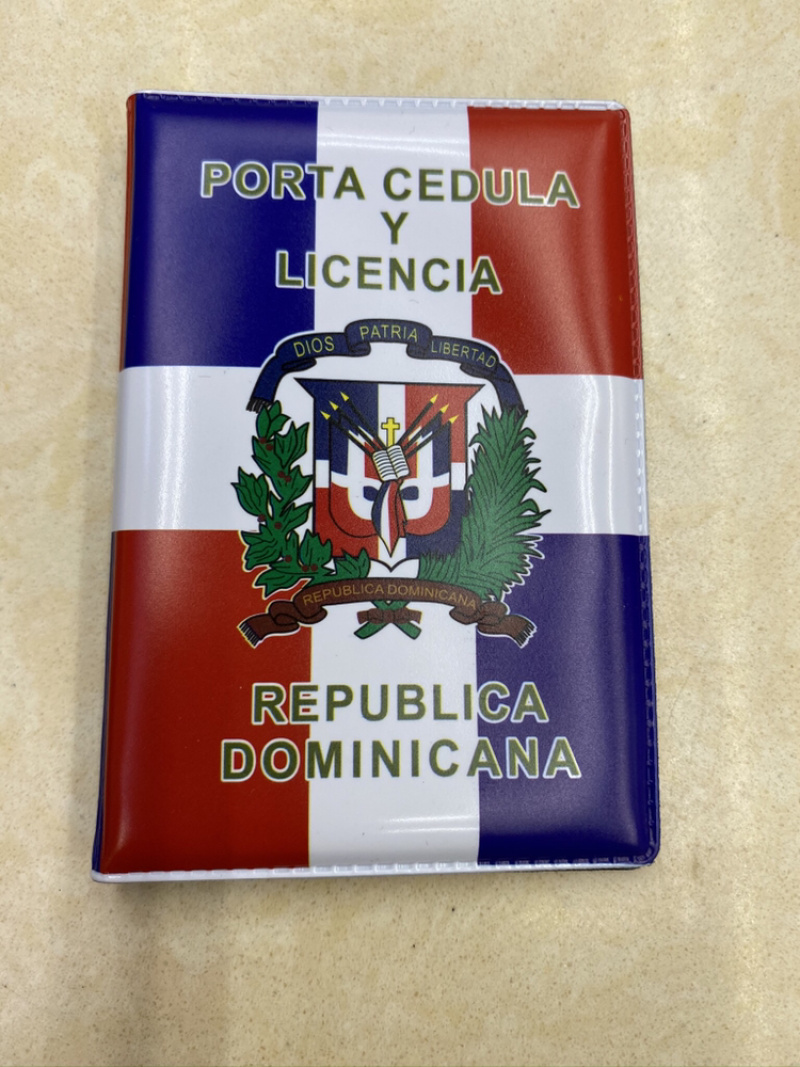 PORTA CEDULA
Y
LICENCIA
DIOS PATRIA LIBERTAD
REPUBLICA DOMINICANA
REPUBLICA
DOMINICANA